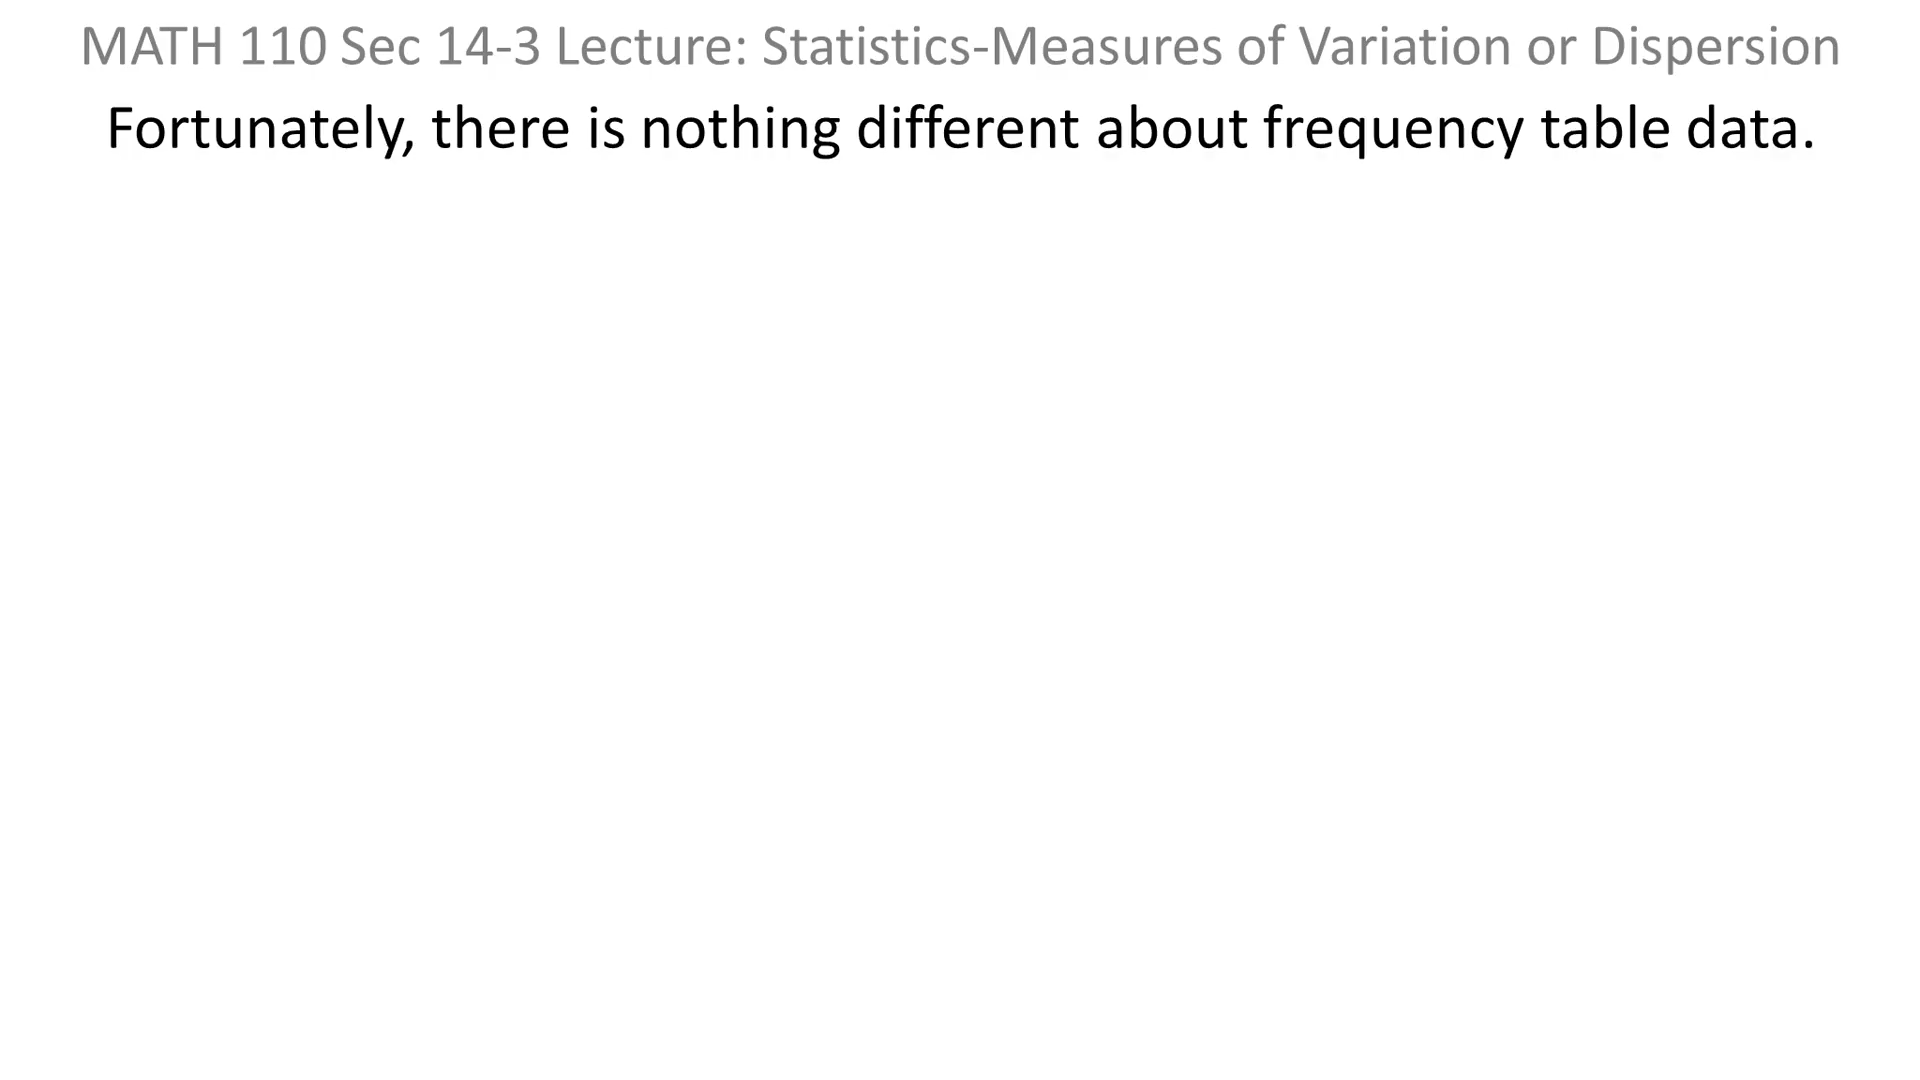 MATH 110 Sec 14-3 Lecture: Statistics-Measures of Variation or Dispersion
Fortunately, there is nothing different about frequency table data.